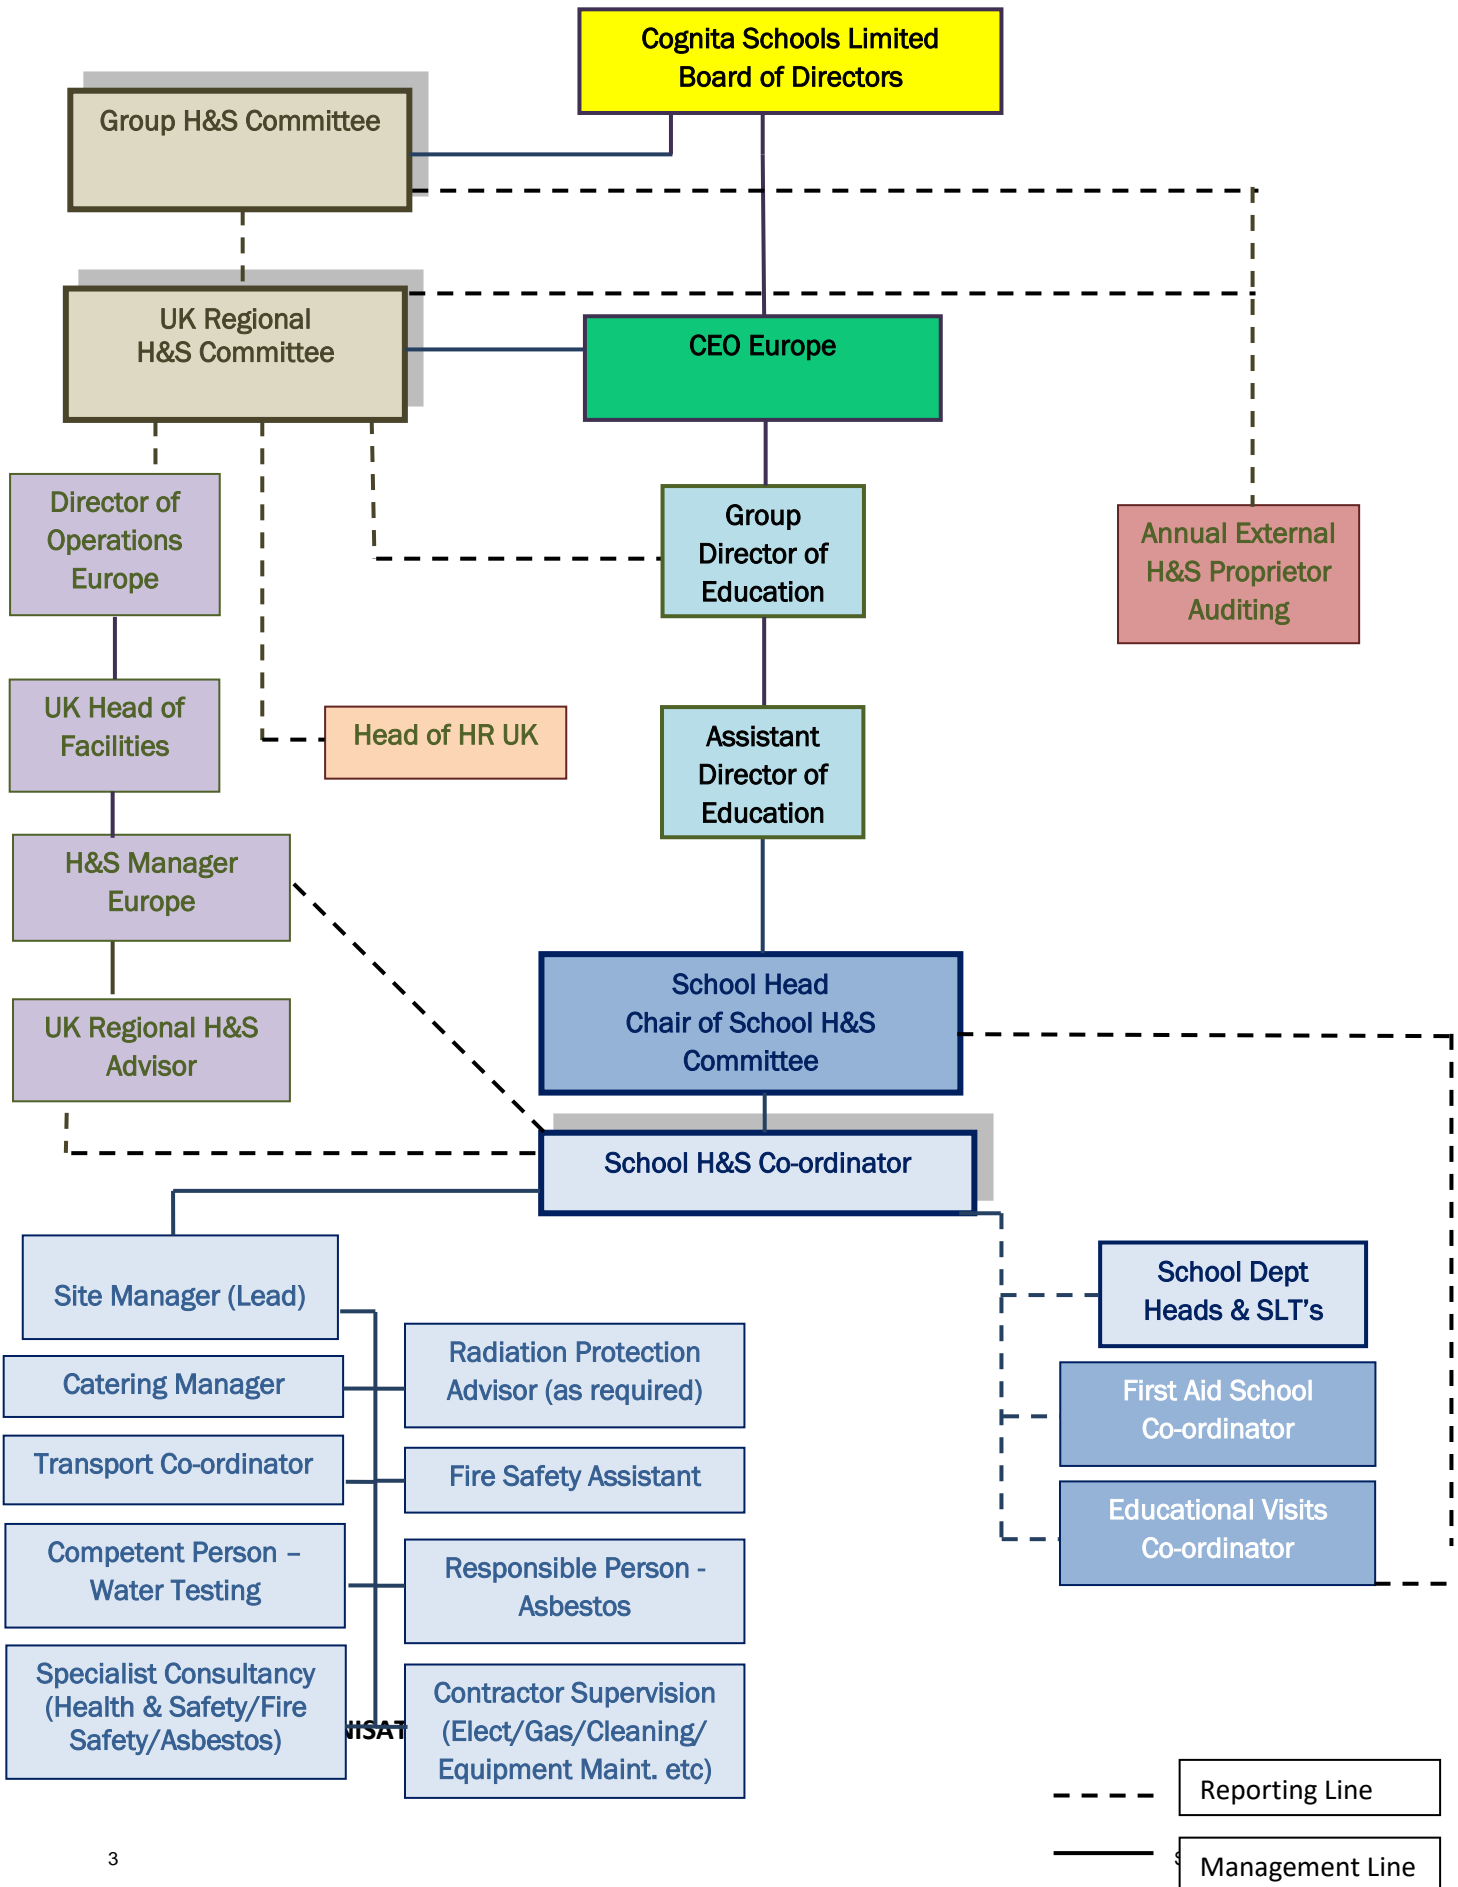 Cognita Schools Limited
Board of Directors
Group H&S Committee
UK Regional
H&S Committee
CEO Europe
Director of
Operations
Europe
Group
Director of
Education
Annual External
H&S Proprietor
Auditing
UK Head of
Facilities
Head of HR UK
Assistant
Director of
Education
H&S Manager
Europe
School Head
Chair of School H&S
Committee
UK Regional H&S
Advisor
School H&S Co-ordinator
Site Manager (Lead)
School Dept
Heads & SLT’s
Radiation Protection
Advisor (as required)
Catering Manager
First Aid School
Co-ordinator
Transport Co-ordinator
Fire Safety Assistant
Educational Visits
Co-ordinator
Competent Person –
Water Testing
Responsible Person -
Asbestos
Specialist Consultancy
(Health & Safety/Fire
Safety/Asbestos)
Contractor Supervision
(Elect/Gas/Cleaning/
Equipment Maint. etc)
Reporting Line
Management Line
3